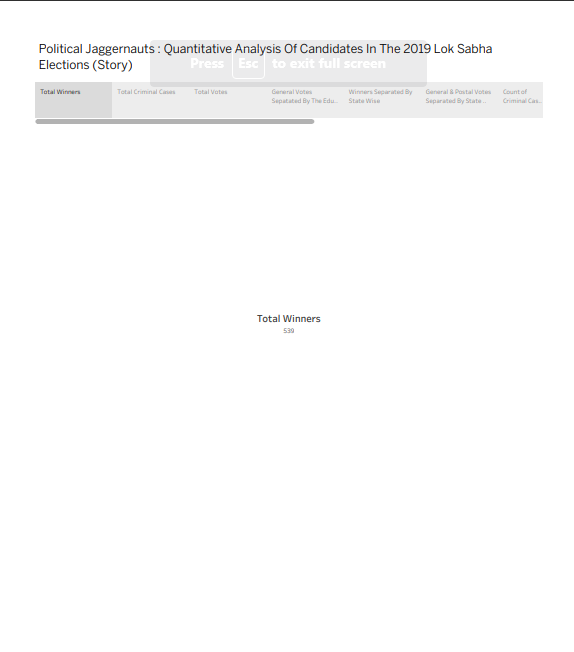 Political Jaggernauts : Quantitative Analysis Of Candidates In The 2019 Lok Sabha
Elections (Story)
Press Esc to exit full screen
Total Winners
Total Criminal Cases
Total Votes
General Votes
Sepatated By The Edu...
Winners Separated By
State Wise
General & Postal Votes
Separated By State ...
Count of
Criminal Cas...
Total Winners
539